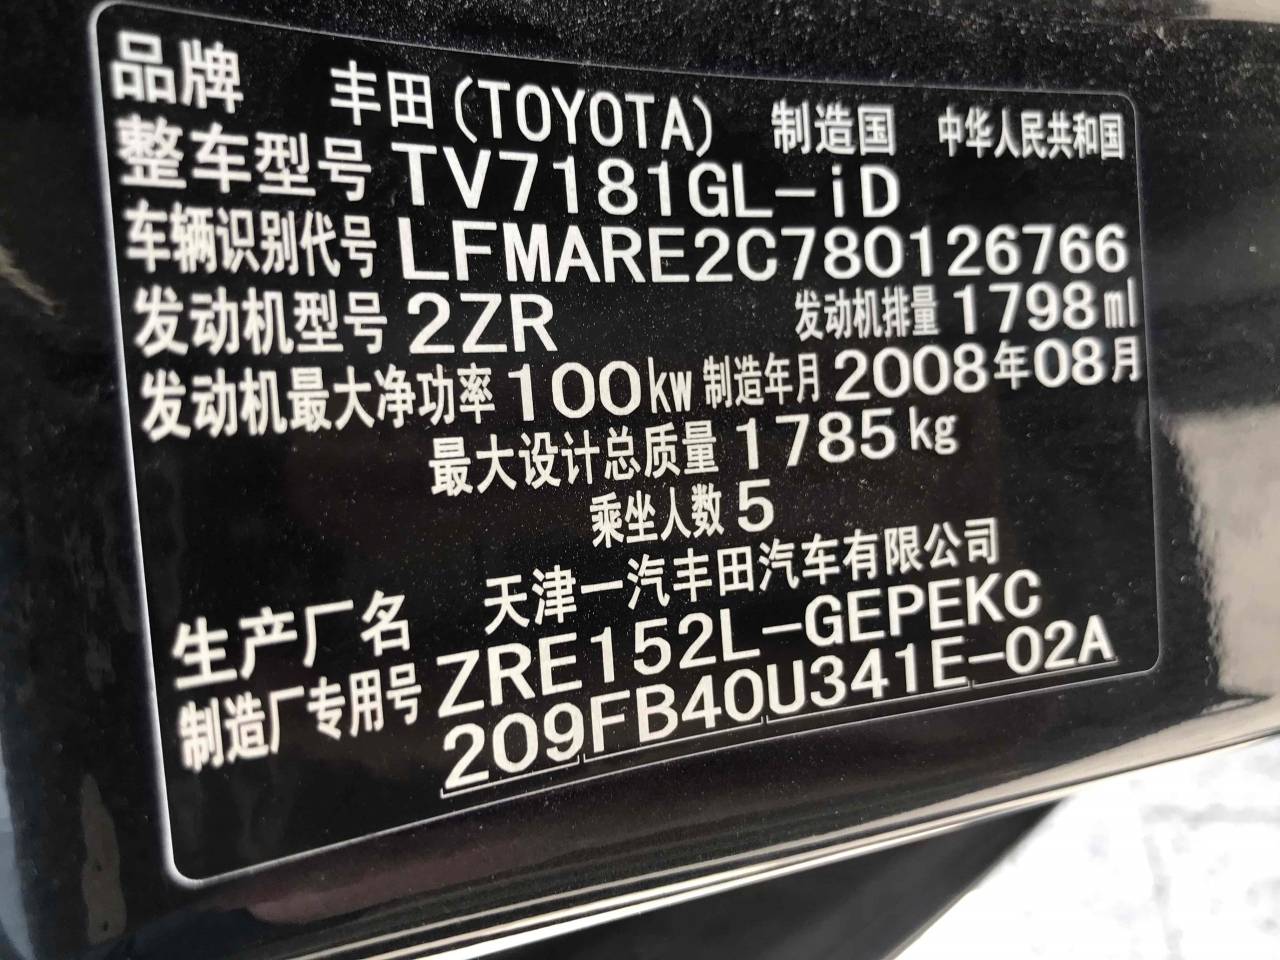 品牌 丰田(TOYOTA) 制造国 中华人民共和国
整车型号 TV7181GL-iD
车辆识别代号 LFMARE2C780126766
发动机型号 2ZR 发动机排量 1798ml
发动机最大净功率 100kw 制造年月 2008年08月
最大设计总质量 1785kg
乘坐人数 5
生产厂名 天津一汽丰田汽车有限公司
制造厂专用号 ZRE152L-GEPEKC
209FB40U341E-02A